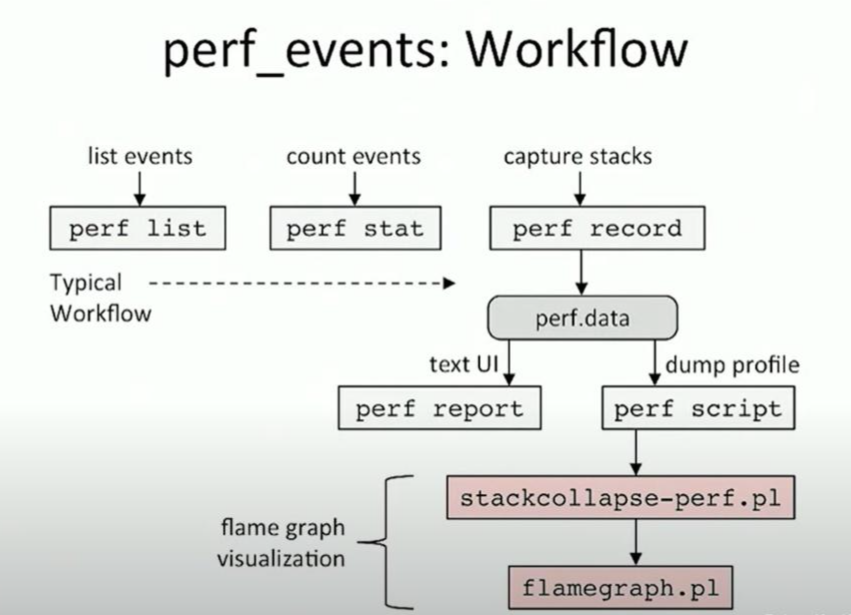 perf_events: Workflow
list events
count events
capture stacks
perf list
perf stat
perf record
Typical
Workflow
perf.data
text UI
dump profile
perf report
perf script
stackcollapse-perf.pl
flame graph
visualization
flamegraph.pl